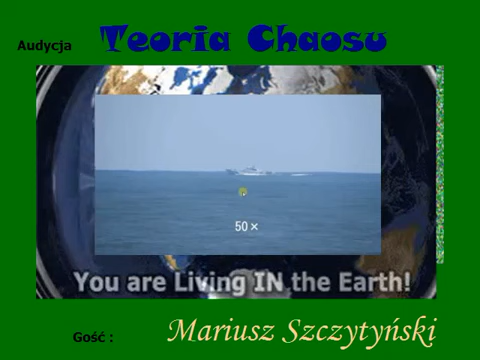 Audycja Teoria Chaosu
50×
You are Living IN the Earth!
Gość : Mariusz Szczytyński